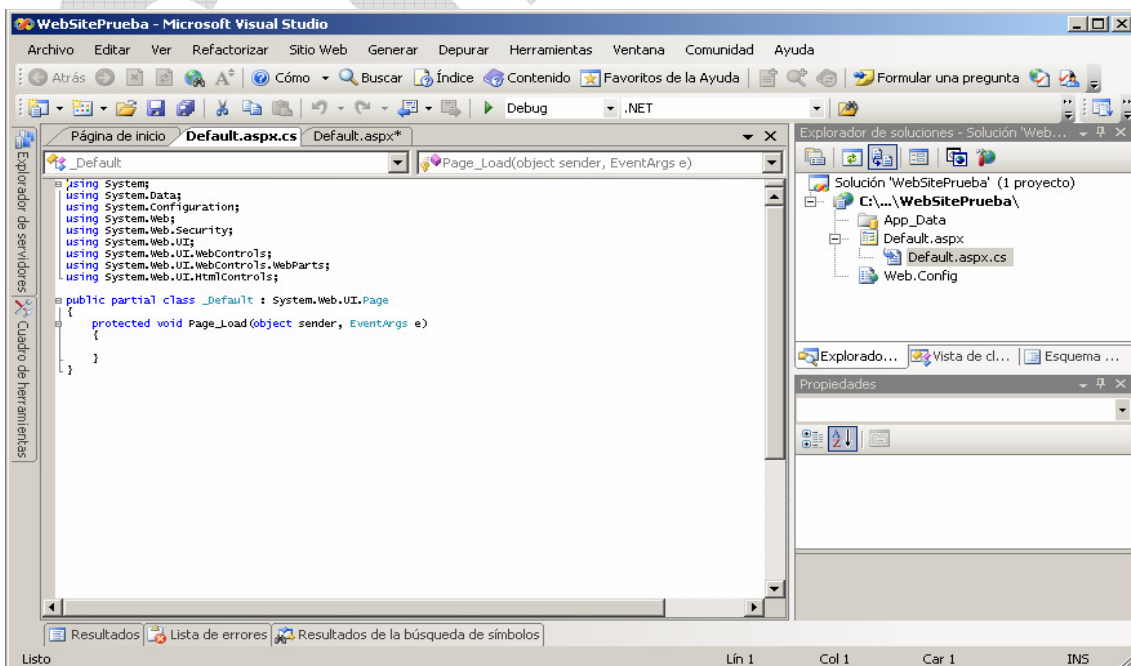 WebSitePrueba - Microsoft Visual Studio
Archivo Editar Ver Refactorizar Sitio Web Generar Depurar Herramientas Ventana Comunidad Ayuda
Atrás Cómo Buscar Índice Contenido Favoritos de la Ayuda Formular una pregunta
Debug .NET
Página de inicio Default.aspx.cs Default.aspx*
_Default Page_Load(object sender, EventArgs e)
using System;
using System.Data;
using System.Configuration;
using System.Web;
using System.Web.Security;
using System.Web.UI;
using System.Web.UI.WebControls;
using System.Web.UI.WebControls.WebParts;
using System.Web.UI.HtmlControls;
public partial class _Default : System.Web.UI.Page
{
protected void Page_Load(object sender, EventArgs e)
{
}
}
Explorador de servidores
Cuadro de herramientas
Explorador de soluciones - Solución 'Web...
Solución 'WebSitePrueba' (1 proyecto)
C:\...\WebSitePrueba\
App_Data
Default.aspx
Default.aspx.cs
Web.Config
Explorado... Vista de cl... Esquema ...
Propiedades
Resultados Lista de errores Resultados de la búsqueda de símbolos
Listo Lín 1 Col 1 Car 1 INS